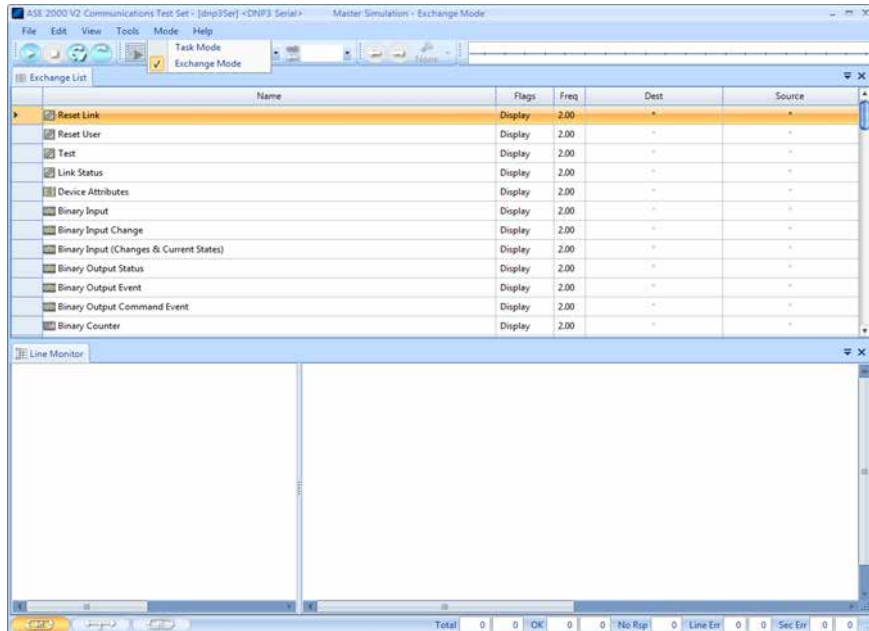 ASE 2000 V2 Communications Test Set - [dnp3Ser] <DNP3 Serial> Master Simulation - Exchange Mode
File Edit View Tools Mode Help
Task Mode
Exchange Mode
None
Exchange List
Name Flags Freq Dest Source
Reset Link Display 2.00 * *
Reset User Display 2.00 * *
Test Display 2.00 * *
Link Status Display 2.00 * *
Device Attributes Display 2.00 * *
Binary Input Display 2.00 * *
Binary Input Change Display 2.00 * *
Binary Input (Changes & Current States) Display 2.00 * *
Binary Output Status Display 2.00 * *
Binary Output Event Display 2.00 * *
Binary Output Command Event Display 2.00 * *
Binary Counter Display 2.00 * *
Line Monitor
Total 0 0 OK 0 0 No Rsp 0 Line Err 0 0 Sec Err 0 0